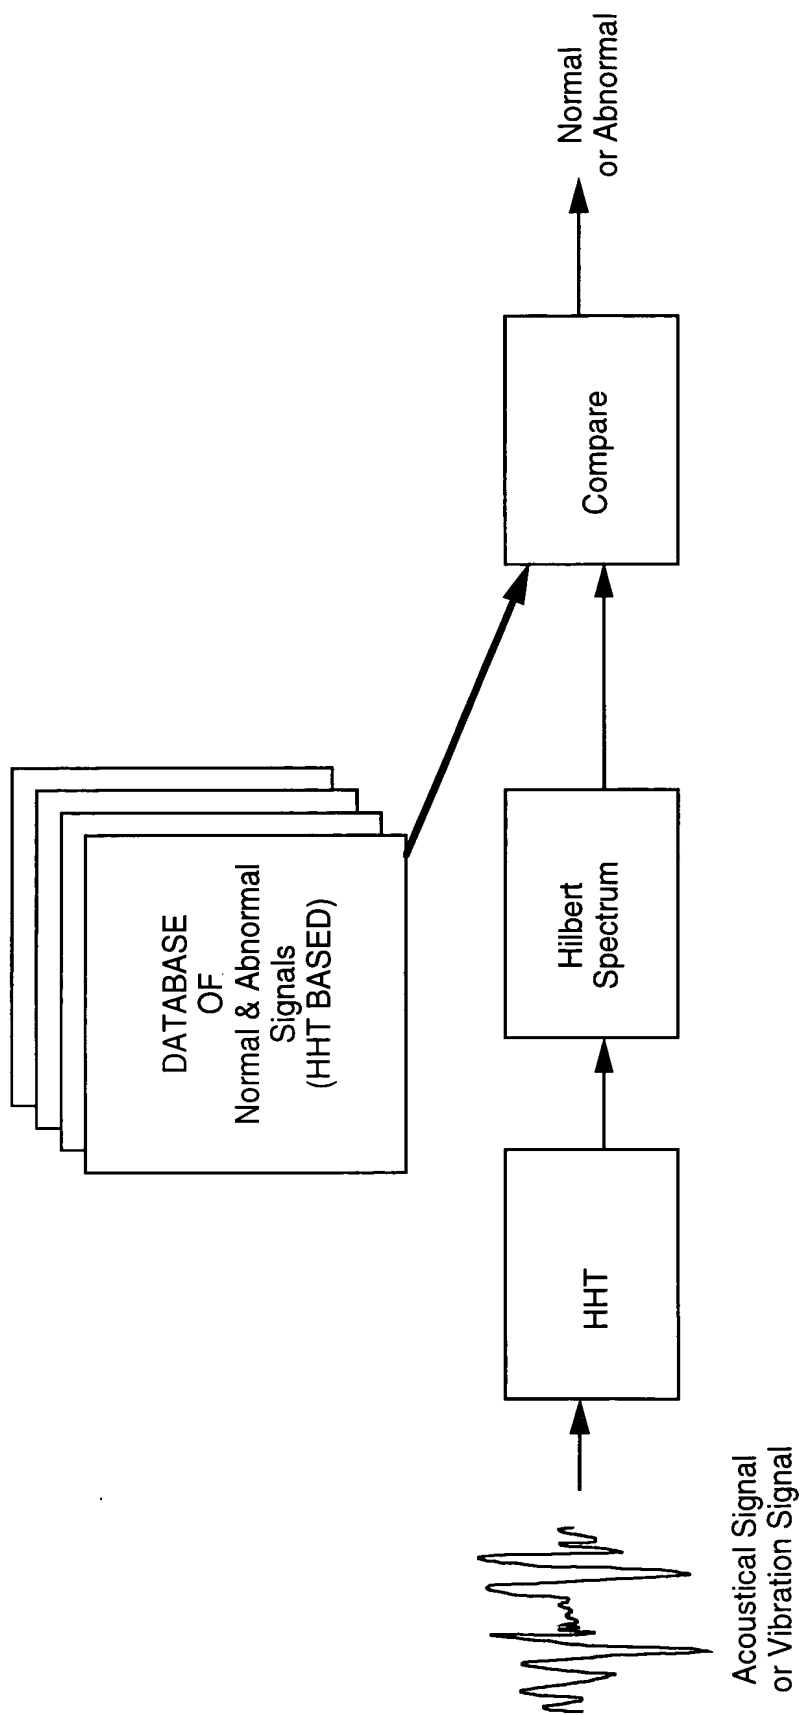 DATABASE
OF
Normal & Abnormal
Signals
(HHT BASED)
Acoustical Signal
or Vibration Signal
HHT
Hilbert
Spectrum
Compare
Normal
or Abnormal